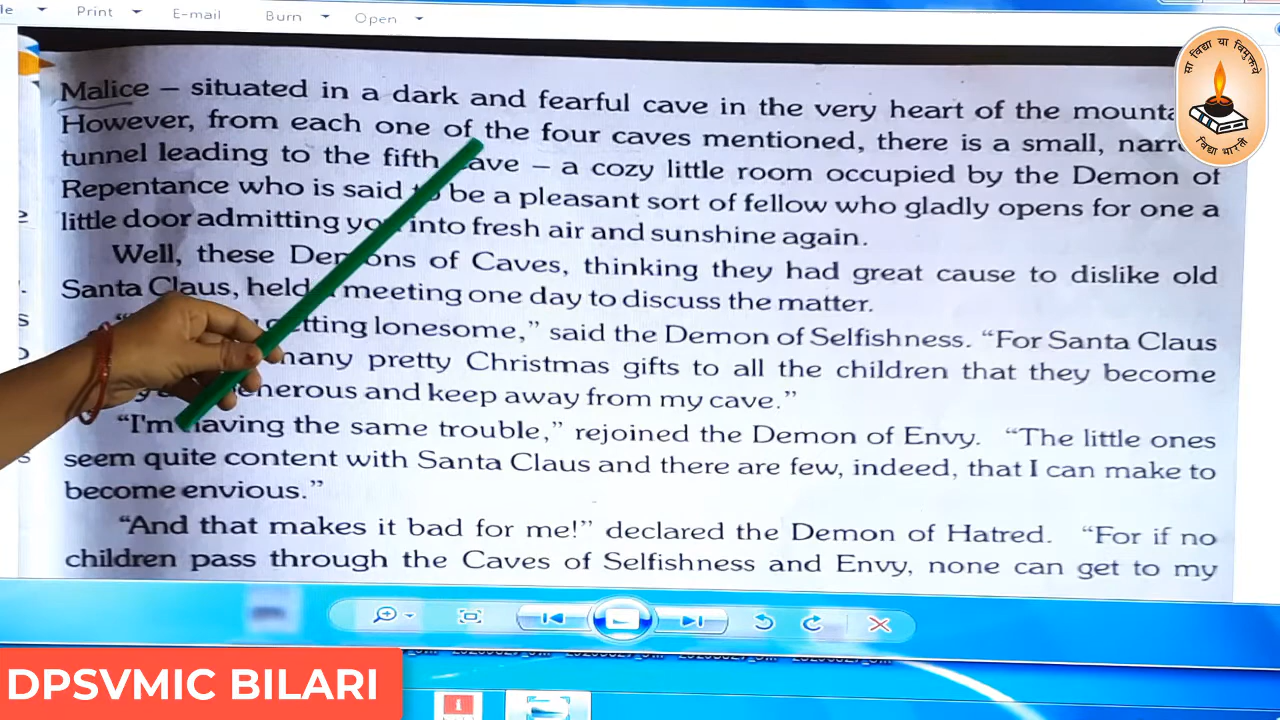 le Print E-mail Burn Open
सा विद्या या विमुक्तये
विद्या भारती
Malice – situated in a dark and fearful cave in the very heart of the
However, from each one of the four caves mentioned, there is a small,
tunnel leading to the fifth – a cozy little room occupied by the Demon of
Repentance who is said be a pleasant sort of fellow who gladly opens for one a
little door admitting into fresh air and sunshine again.
Well, these of Caves, thinking they had great cause to dislike old
Santa Claus, held meeting one day to discuss the matter.
lonesome,” said the Demon of Selfishness. “For Santa Claus
many pretty Christmas gifts to all the children that they become
and keep away from my cave.”
“I'm having the same trouble,” rejoined the Demon of Envy. “The little ones
seem quite content with Santa Claus and there are few, indeed, that I can make to
become envious.”
“And that makes it bad for me!” declared the Demon of Hatred. “For if no
children pass through the Caves of Selfishness and Envy, none can get to my
DPSVMIC BILARI